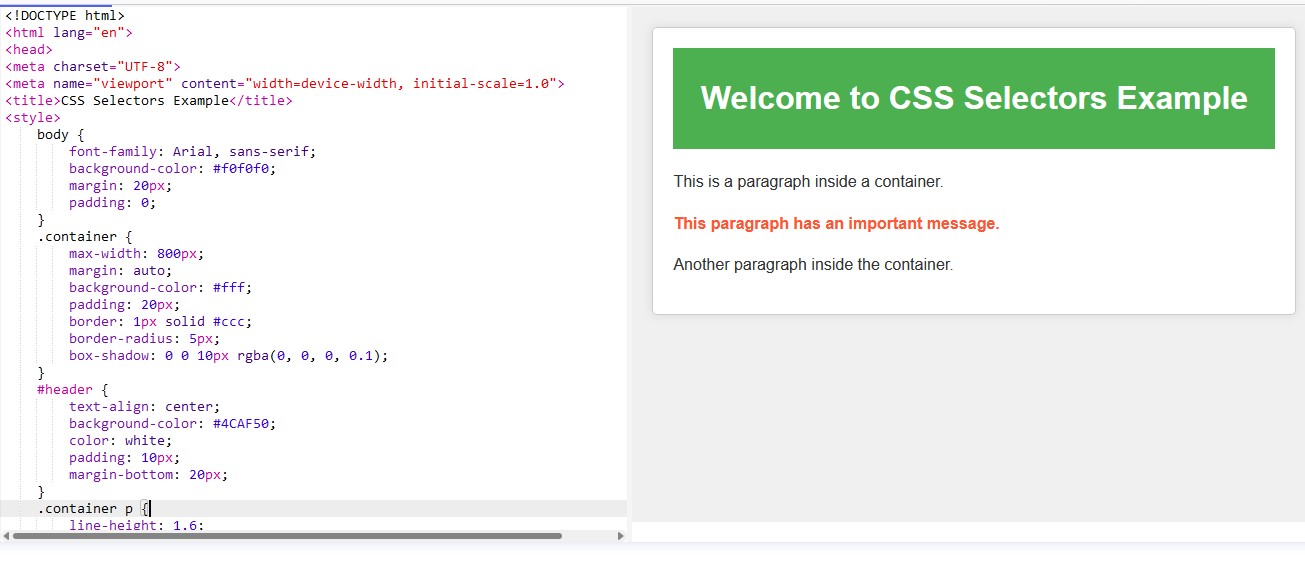 <!DOCTYPE html>
<html lang="en">
<head>
<meta charset="UTF-8">
<meta name="viewport" content="width=device-width, initial-scale=1.0">
<title>CSS Selectors Example</title>
<style>
    body {
        font-family: Arial, sans-serif;
        background-color: #f0f0f0;
        margin: 20px;
        padding: 0;
    }
    .container {
        max-width: 800px;
        margin: auto;
        background-color: #fff;
        padding: 20px;
        border: 1px solid #ccc;
        border-radius: 5px;
        box-shadow: 0 0 10px rgba(0, 0, 0, 0.1);
    }
    #header {
        text-align: center;
        background-color: #4CAF50;
        color: white;
        padding: 10px;
        margin-bottom: 20px;
    }
    .container p {
        line-height: 1.6;
Welcome to CSS Selectors Example
This is a paragraph inside a container.
This paragraph has an important message.
Another paragraph inside the container.